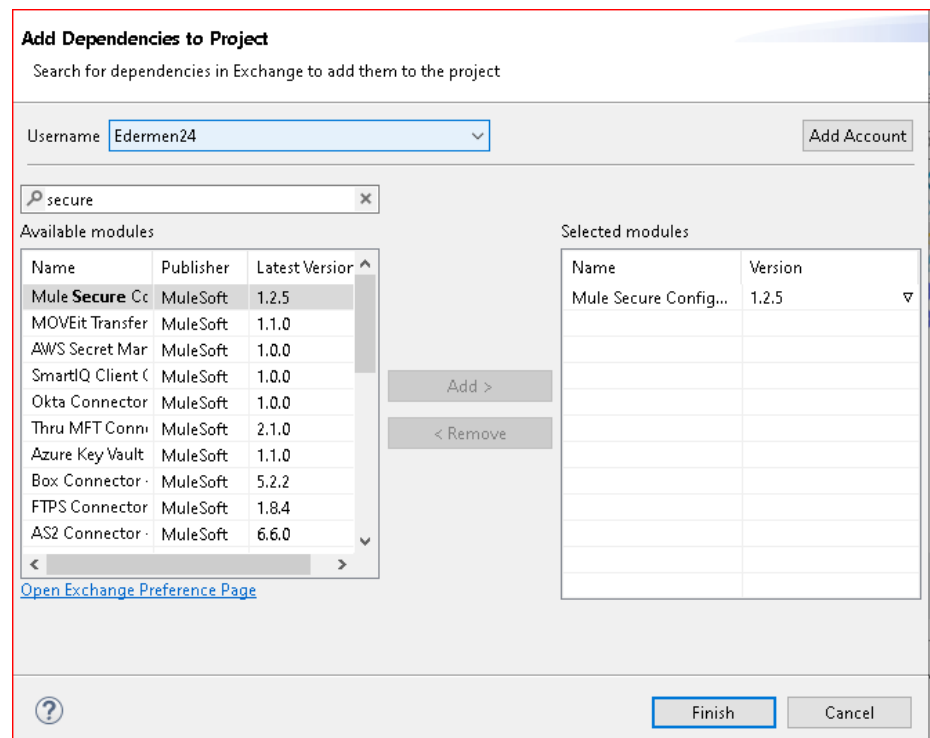 Add Dependencies to Project
Search for dependencies in Exchange to add them to the project
Username Edermen24 Add Account
secure
Available modules
Selected modules
Name Publisher Latest Version
Mule Secure Cc MuleSoft 1.2.5
MOVEit Transfer MuleSoft 1.1.0
AWS Secret Mar MuleSoft 1.0.0
SmartIQ Client ( MuleSoft 1.0.0
Okta Connector MuleSoft 1.0.0
Thru MFT Conn MuleSoft 2.1.0
Azure Key Vault MuleSoft 1.1.0
Box Connector - MuleSoft 5.2.2
FTPS Connector MuleSoft 1.8.4
AS2 Connector - MuleSoft 6.6.0
Add >
< Remove
Name Version
Mule Secure Config... 1.2.5
Open Exchange Preference Page
Finish Cancel